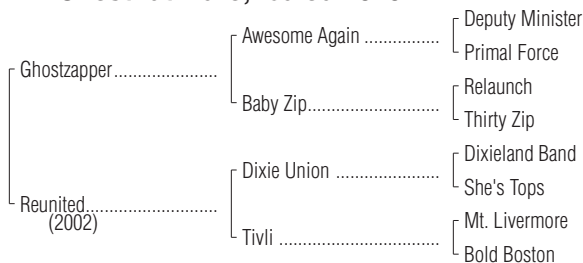 Deputy Minister
Awesome Again
Primal Force
Ghostzapper
Relaunch
Baby Zip
Thirty Zip
Dixieland Band
Dixie Union
She's Tops
Reunited
(2002)
Mt. Livermore
Tivli
Bold Boston